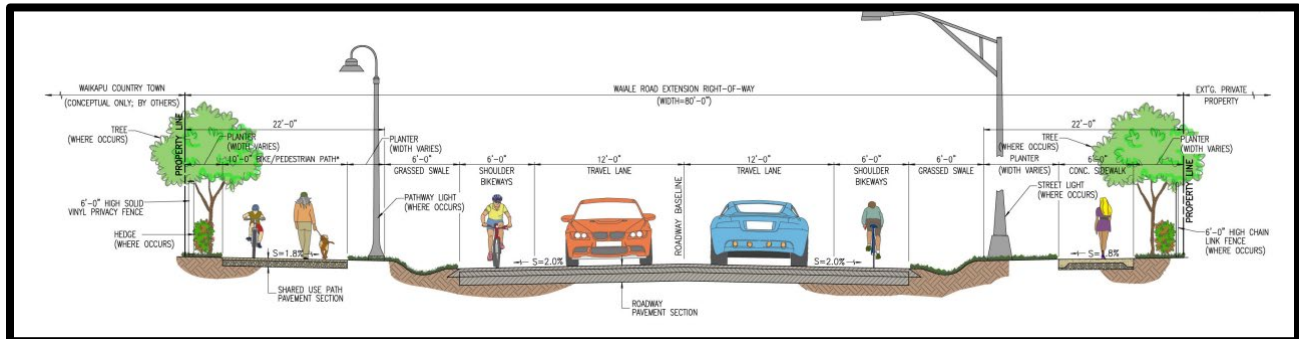 WAIKAPU COUNTRY TOWN
(CONCEPTUAL ONLY; BY OTHERS)
WAIALE ROAD EXTENSION RIGHT-OF-WAY
(WIDTH=80'-0")
EXT'G. PRIVATE
PROPERTY
TREE
(WHERE OCCURS)
PROPERTY LINE
22'-0"
PLANTER
(WIDTH VARIES)
10'-0" BIKE/PEDESTRIAN PATH*
PLANTER
(WIDTH VARIES)
6'-0"
GRASSED SWALE
6'-0"
SHOULDER
BIKEWAYS
12'-0"
TRAVEL LANE
ROADWAY BASELINE
12'-0"
TRAVEL LANE
6'-0"
SHOULDER
BIKEWAYS
6'-0"
GRASSED SWALE
22'-0"
TREE
(WHERE OCCURS)
PLANTER
(WIDTH VARIES)
6'-0"
CONC. SIDEWALK
PLANTER
(WIDTH VARIES)
PROPERTY LINE
6'-0" HIGH SOLID
VINYL PRIVACY FENCE
HEDGE
(WHERE OCCURS)
PATHWAY LIGHT
(WHERE OCCURS)
STREET LIGHT
(WHERE OCCURS)
6'-0" HIGH CHAIN
LINK FENCE
(WHERE OCCURS)
S=1.8%
S=2.0%
S=2.0%
S=1.8%
SHARED USE PATH
PAVEMENT SECTION
ROADWAY
PAVEMENT SECTION